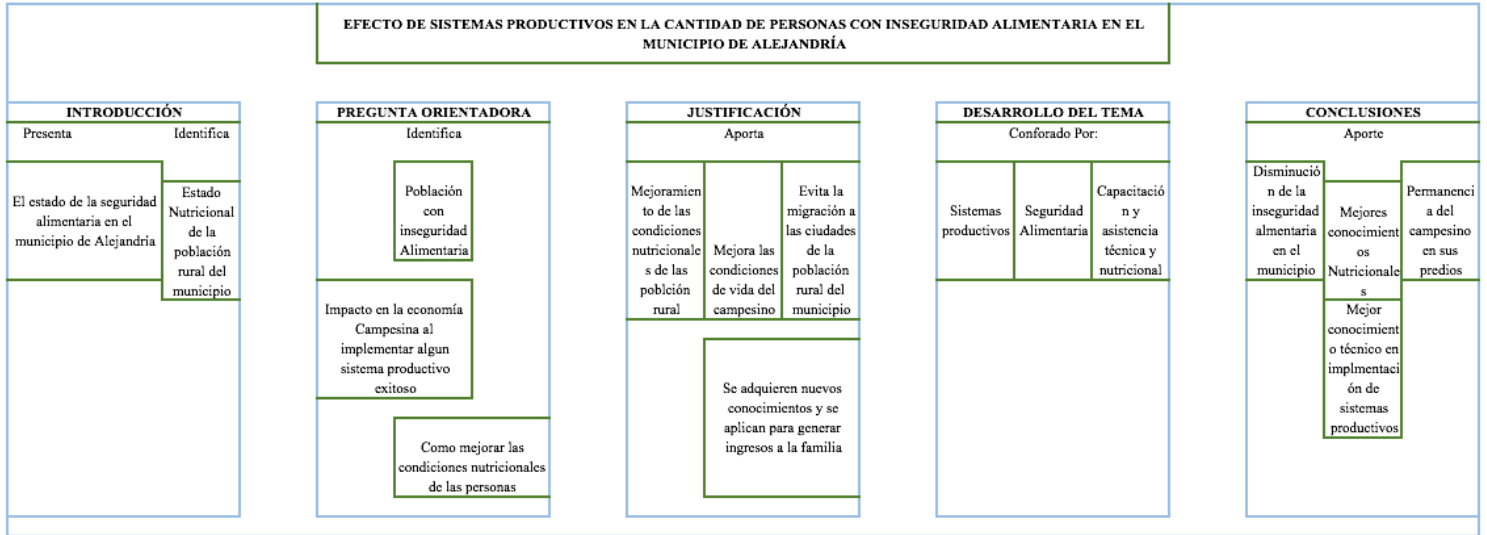 EFECTO DE SISTEMAS PRODUCTIVOS EN LA CANTIDAD DE PERSONAS CON INSEGURIDAD ALIMENTARIA EN EL
MUNICIPIO DE ALEJANDRÍA
INTRODUCCIÓN
Presenta
Identifica
El estado de la seguridad
alimentaria en el
municipio de Alejandría
Estado
Nutricional
de la
población
rural del
municipio
PREGUNTA ORIENTADORA
Identifica
Población
con
inseguridad
Alimentaria
Impacto en la economía
Campesina al
implementar algun
sistema productivo
exitoso
Como mejorar las
condiciones nutricionales
de las personas
JUSTIFICACIÓN
Aporta
Mejoramien
to de las
condiciones
nutricionale
s de las
poblción
rural
Mejora las
condiciones
de vida del
campesino
Evita la
migración a
las ciudades
de la
población
rural del
municipio
Se adquieren nuevos
conocimientos y se
aplican para generar
ingresos a la familia
DESARROLLO DEL TEMA
Conforado Por:
Sistemas
productivos
Seguridad
Alimentaria
Capacitació
n y
asistencia
técnica y
nutricional
CONCLUSIONES
Aporte
Disminució
n de la
inseguridad
almentaria
en el
municipio
Mejores
conocimient
os
Nutricionale
s
Permanenci
a del
campesino
en sus
predios
Mejor
conocimient
o técnico en
implmentaci
ón de
sistemas
productivos